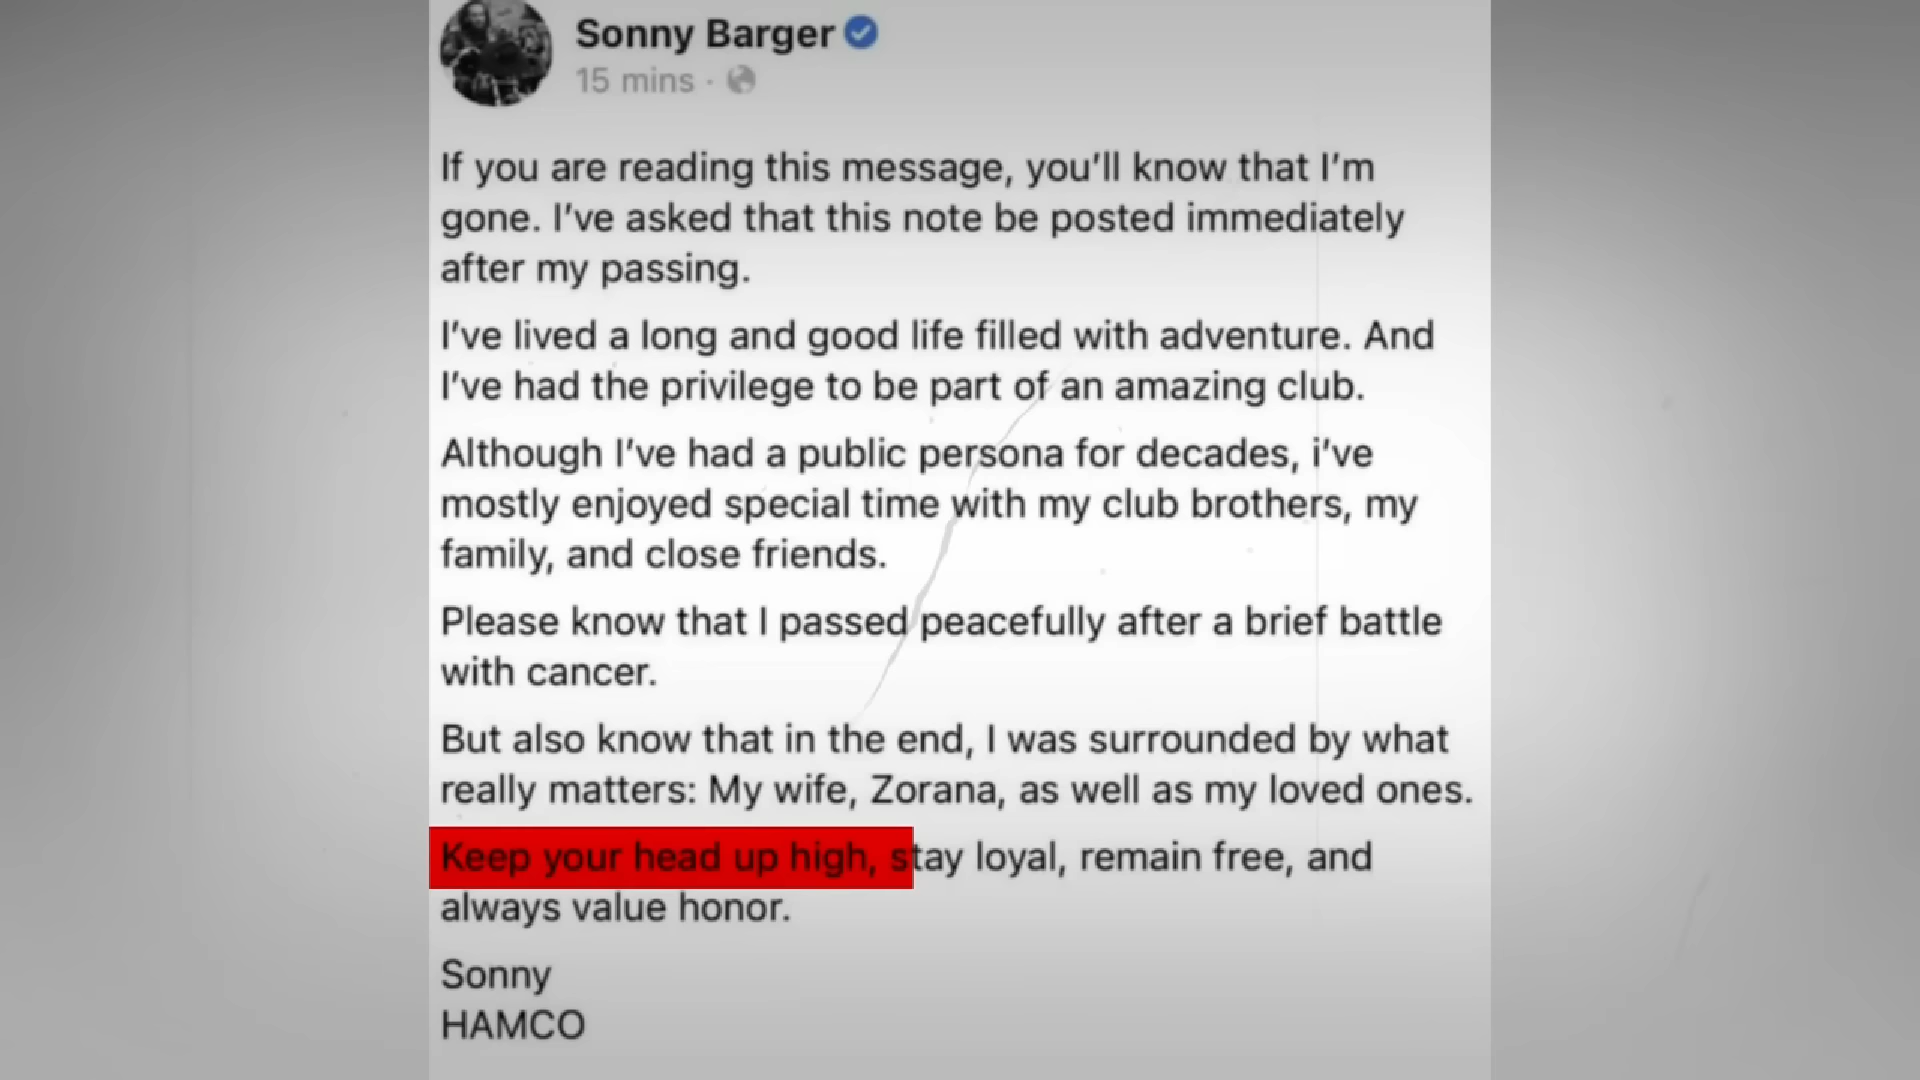 Sonny Barger
15 mins ·
If you are reading this message, you’ll know that I’m
gone. I’ve asked that this note be posted immediately
after my passing.
I’ve lived a long and good life filled with adventure. And
I’ve had the privilege to be part of an amazing club.
Although I’ve had a public persona for decades, i’ve
mostly enjoyed special time with my club brothers, my
family, and close friends.
Please know that I passed peacefully after a brief battle
with cancer.
But also know that in the end, I was surrounded by what
really matters: My wife, Zorana, as well as my loved ones.
Keep your head up high, stay loyal, remain free, and
always value honor.
Sonny
HAMCO